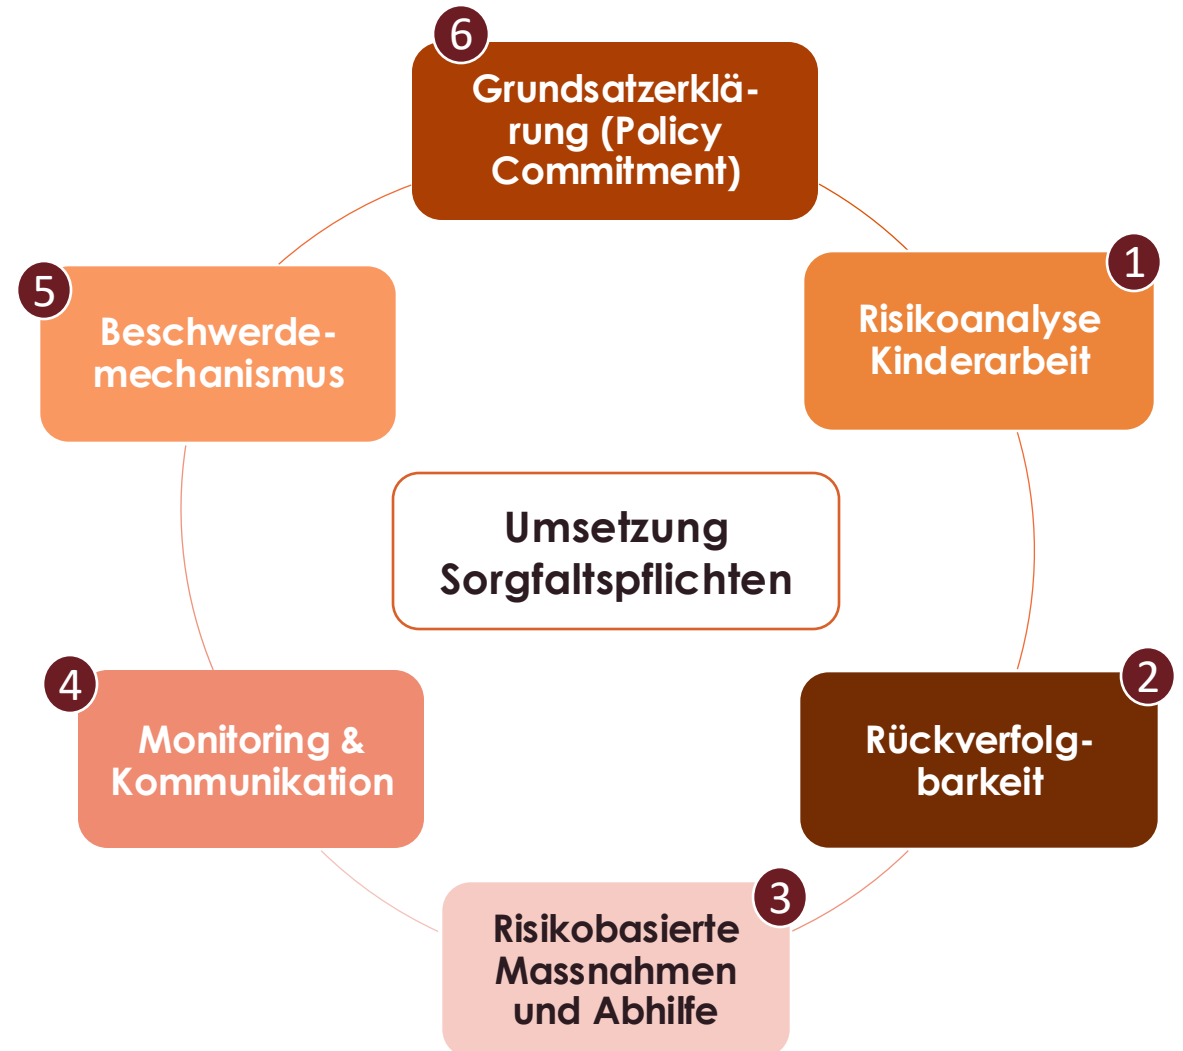 6
Grundsatzerklä-
rung (Policy
Commitment)
1
Risikoanalyse
Kinderarbeit
5
Beschwerde-
mechanismus
Umsetzung
Sorgfaltspflichten
2
Rückverfolg-
barkeit
4
Monitoring &
Kommunikation
3
Risikobasierte
Massnahmen
und Abhilfe